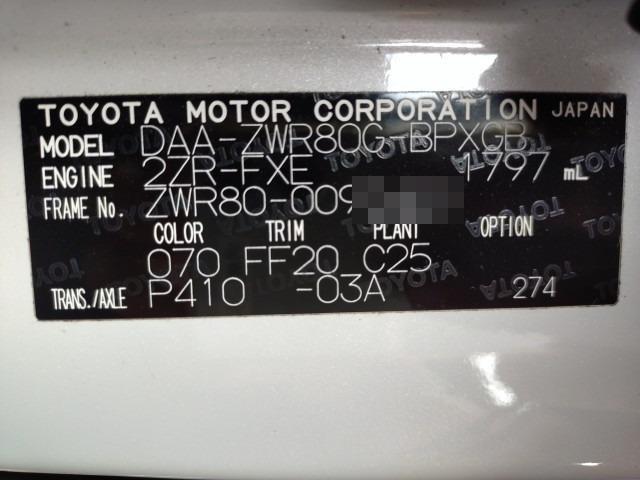 TOYOTA MOTOR CORPORATION JAPAN
MODEL DAA-ZWR80G-BPXGB
ENGINE 2ZR-FXE 1797 mL
FRAME No. ZWR80-009
COLOR TRIM PLANT OPTION
070 FF20 C25
TRANS./AXLE P410 -03A 274